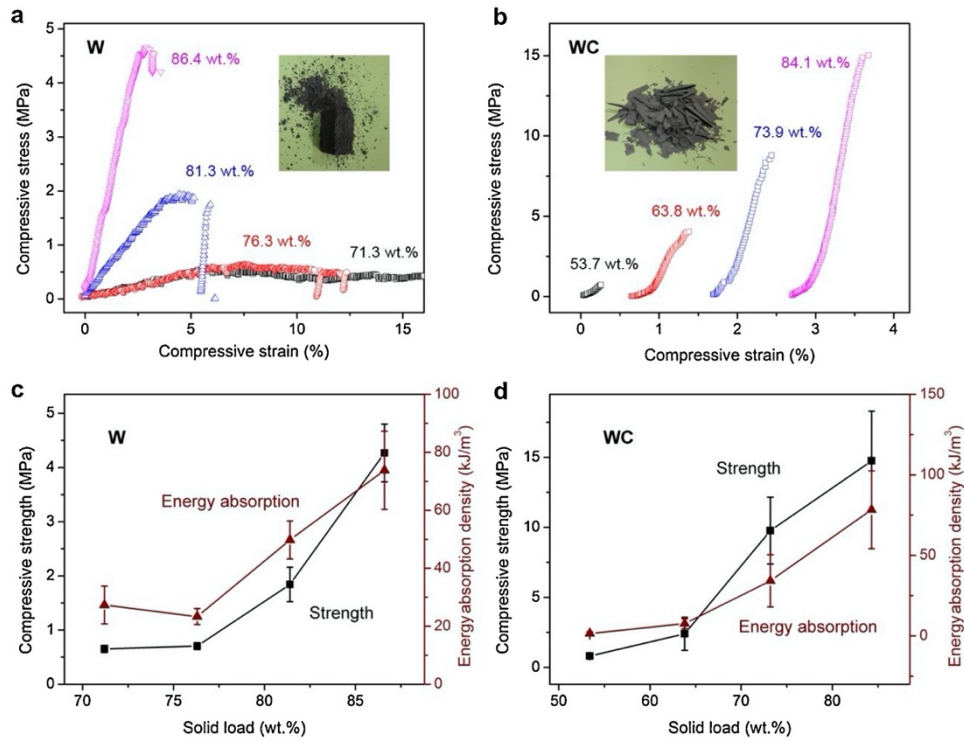 a
W
86.4 wt.%
81.3 wt.%
76.3 wt.%
71.3 wt.%
5
4
3
2
1
0
Compressive stress (MPa)
0 5 10 15
Compressive strain (%)
b
WC
84.1 wt.%
73.9 wt.%
63.8 wt.%
53.7 wt.%
15
10
5
0
Compressive stress (MPa)
0 1 2 3 4
Compressive strain (%)
c
W
Energy absorption
Strength
5
4
3
2
1
0
Compressive strength (MPa)
100
80
60
40
20
0
Energy absorption density (kJ/m³)
70 75 80 85
Solid load (wt.%)
d
WC
Strength
Energy absorption
15
10
5
0
Compressive strength (MPa)
150
100
50
0
Energy absorption density (kJ/m³)
50 60 70 80
Solid load (wt.%)